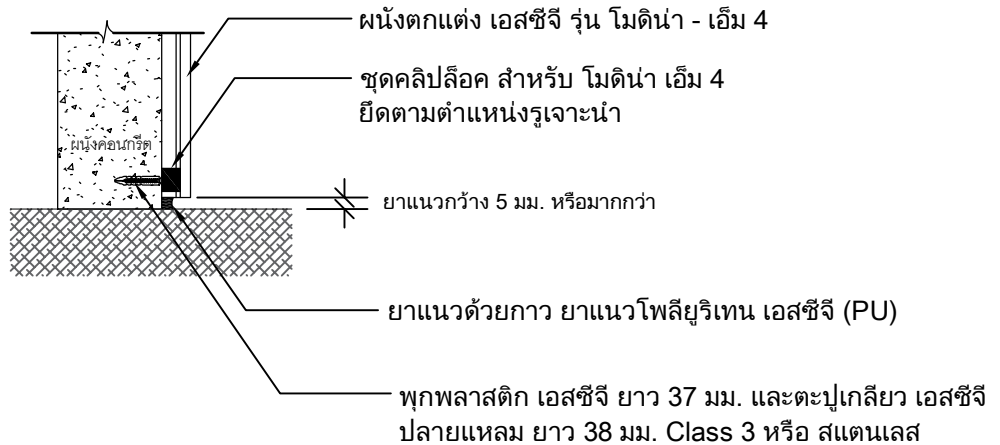 ผนังตกแต่ง เอสซีจี รุ่น โมดิน่า - เอ็ม 4
ชุดคลิปล็อค สำหรับ โมดิน่า เอ็ม 4
ยึดตามตำแหน่งรูเจาะนำ
ผนังคอนกรีต
ยาแนวกว้าง 5 มม. หรือมากกว่า
ยาแนวด้วยกาว ยาแนวโพลียูริเทน เอสซีจี (PU)
พุกพลาสติก เอสซีจี ยาว 37 มม. และตะปูเกลียว เอสซีจี
ปลายแหลม ยาว 38 มม. Class 3 หรือ สแตนเลส